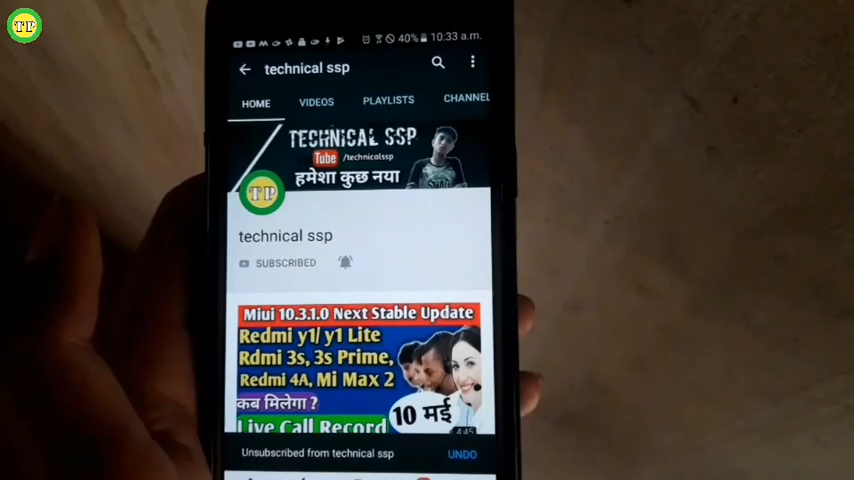 TP
40% 10:33 a.m.
technical ssp
HOME VIDEOS PLAYLISTS CHANNEL
TECHNICAL SSP
Tube /technicalssp
हमेशा कुछ नया
TP
technical ssp
SUBSCRIBED
Miui 10.3.1.0 Next Stable Update
Redmi y1/ y1 Lite
Rdmi 3s, 3s Prime,
Redmi 4A, Mi Max 2
कब मिलेगा ?
10 मई
Live Call Record
4:45
Unsubscribed from technical ssp UNDO